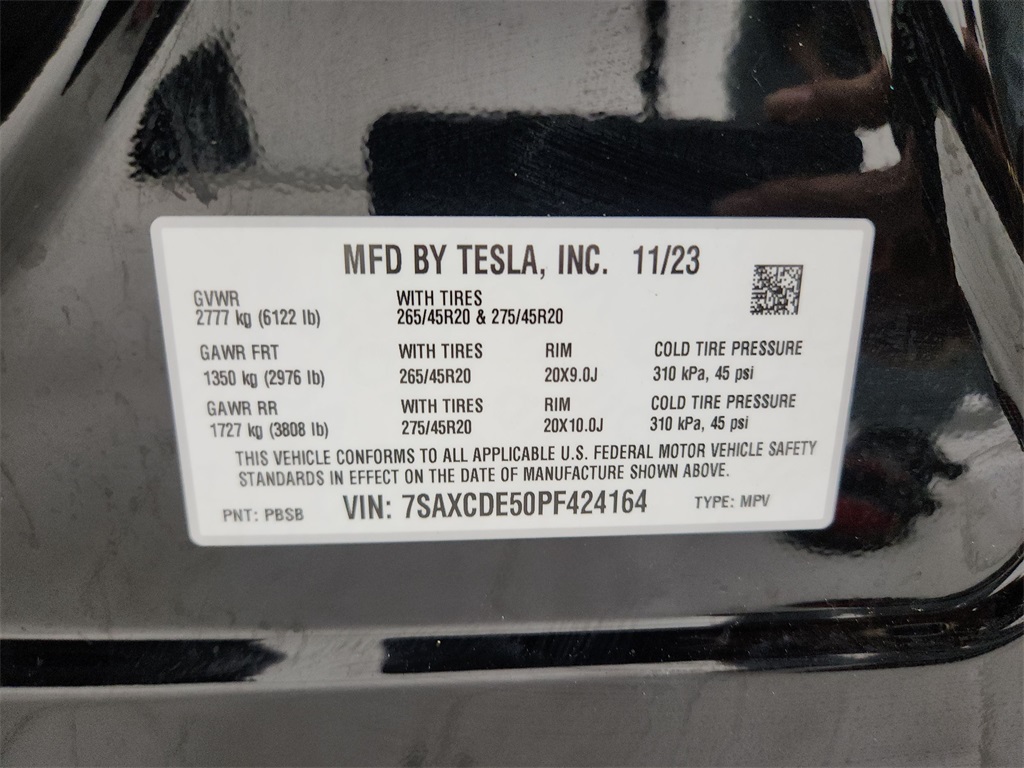 MFD BY TESLA, INC. 11/23
GVWR WITH TIRES
2777 kg (6122 lb) 265/45R20 & 275/45R20
GAWR FRT WITH TIRES RIM COLD TIRE PRESSURE
1350 kg (2976 lb) 265/45R20 20X9.0J 310 kPa, 45 psi
GAWR RR WITH TIRES RIM COLD TIRE PRESSURE
1727 kg (3808 lb) 275/45R20 20X10.0J 310 kPa, 45 psi
THIS VEHICLE CONFORMS TO ALL APPLICABLE U.S. FEDERAL MOTOR VEHICLE SAFETY
STANDARDS IN EFFECT ON THE DATE OF MANUFACTURE SHOWN ABOVE.
PNT: PBSB VIN: 7SAXCDE50PF424164 TYPE: MPV